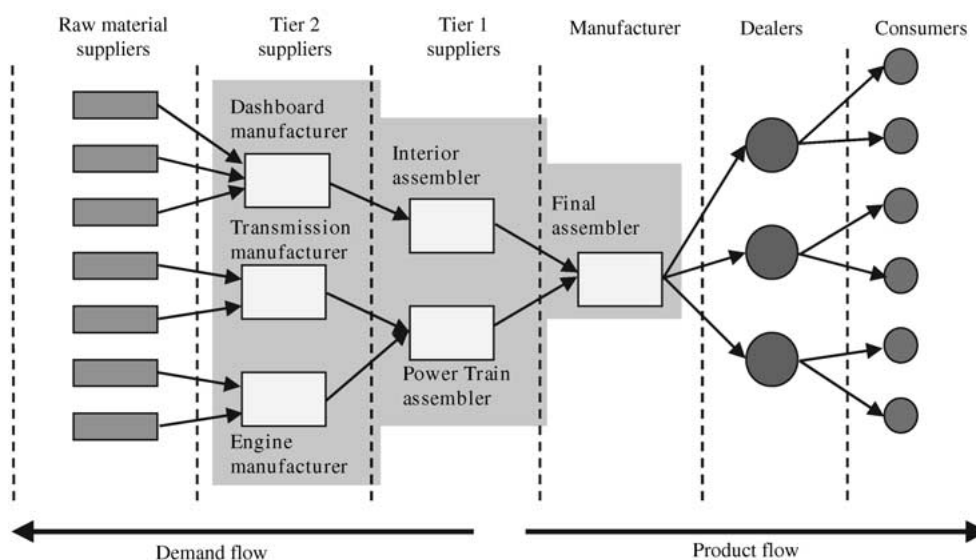 Raw material
suppliers
Tier 2
suppliers
Tier 1
suppliers
Manufacturer
Dealers
Consumers
Dashboard
manufacturer
Interior
assembler
Final
assembler
Transmission
manufacturer
Power Train
assembler
Engine
manufacturer
Demand flow
Product flow